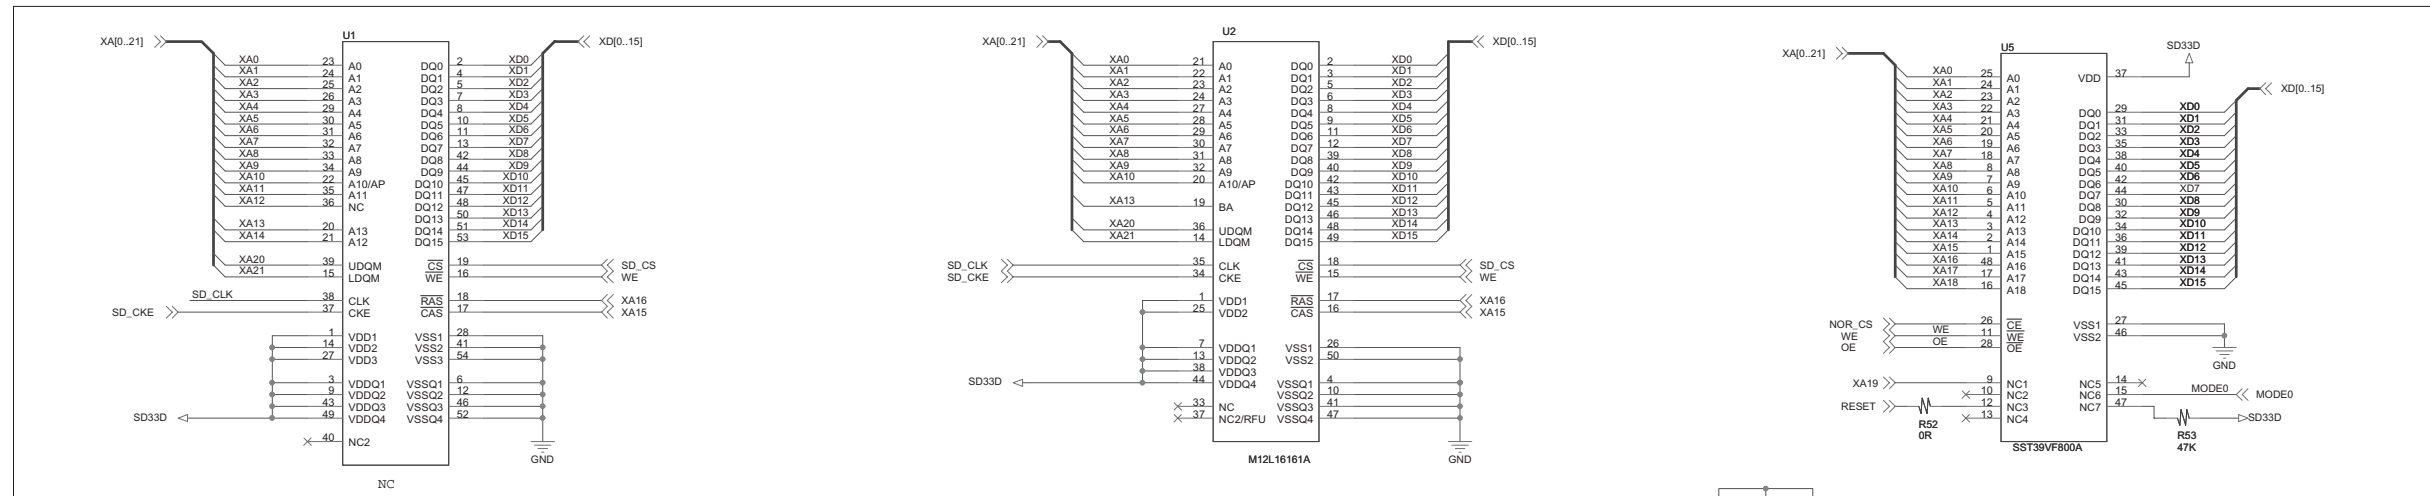 U1
XA[0..21]
XD[0..15]
XA0 23 A0 DQ0 2 XD0
XA1 24 A1 DQ1 4 XD1
XA2 25 A2 DQ2 5 XD2
XA3 26 A3 DQ3 7 XD3
XA4 29 A4 DQ4 8 XD4
XA5 30 A5 DQ5 10 XD5
XA6 31 A6 DQ6 11 XD6
XA7 32 A7 DQ7 13 XD7
XA8 33 A8 DQ8 42 XD8
XA9 34 A9 DQ9 44 XD9
XA10 22 A10/AP DQ10 45 XD10
XA11 35 A11 DQ11 47 XD11
XA12 36 NC DQ12 48 XD12
DQ13 50 XD13
XA13 20 A13 DQ14 51 XD14
XA14 21 A12 DQ15 53 XD15
XA20 39 UDQM CS 19 SD_CS
XA21 15 LDQM WE 16 WE
SD_CLK 38 CLK RAS 18 XA16
SD_CKE 37 CKE CAS 17 XA15
1 VDD1 VSS1 28
14 VDD2 VSS2 41
27 VDD3 VSS3 54
3 VDDQ1 VSSQ1 6
9 VDDQ2 VSSQ2 12
43 VDDQ3 VSSQ3 46
SD33D 49 VDDQ4 VSSQ4 52
40 NC2
GND
NC
U2
XA[0..21]
XD[0..15]
XA0 21 A0 DQ0 2 XD0
XA1 22 A1 DQ1 3 XD1
XA2 23 A2 DQ2 5 XD2
XA3 24 A3 DQ3 6 XD3
XA4 27 A4 DQ4 8 XD4
XA5 28 A5 DQ5 9 XD5
XA6 29 A6 DQ6 11 XD6
XA7 30 A7 DQ7 12 XD7
XA8 31 A8 DQ8 39 XD8
XA9 32 A9 DQ9 40 XD9
XA10 20 A10/AP DQ10 42 XD10
DQ11 43 XD11
XA13 19 BA DQ12 45 XD12
DQ13 46 XD13
XA20 36 UDQM DQ14 48 XD14
XA21 14 LDQM DQ15 49 XD15
SD_CLK 35 CLK CS 18 SD_CS
SD_CKE 34 CKE WE 15 WE
1 VDD1 RAS 17 XA16
25 VDD2 CAS 16 XA15
7 VDDQ1 VSS1 26
13 VDDQ2 VSS2 50
38 VDDQ3
SD33D 44 VDDQ4 VSSQ1 4
VSSQ2 10
33 NC VSSQ3 41
37 NC2/RFU VSSQ4 47
M12L16161A
GND
U5
SD33D
XA[0..21]
XD[0..15]
XA0 25 A0 VDD 37
XA1 24 A1
XA2 23 A2
XA3 22 A3 DQ0 29 XD0
XA4 21 A4 DQ1 31 XD1
XA5 20 A5 DQ2 33 XD2
XA6 19 A6 DQ3 35 XD3
XA7 18 A7 DQ4 38 XD4
XA8 8 A8 DQ5 40 XD5
XA9 7 A9 DQ6 42 XD6
XA10 6 A10 DQ7 44 XD7
XA11 5 A11 DQ8 30 XD8
XA12 4 A12 DQ9 32 XD9
XA13 3 A13 DQ10 34 XD10
XA14 2 A14 DQ11 36 XD11
XA15 1 A15 DQ12 39 XD12
XA16 48 A16 DQ13 41 XD13
XA17 17 A17 DQ14 43 XD14
XA18 16 A18 DQ15 45 XD15
NOR_CS 26 CE VSS1 27
WE WE 11 WE VSS2 46
OE OE 28 OE
GND
XA19 9 NC1 NC5 14
10 NC2 NC6 15 MODE0 MODE0
RESET 12 NC3 NC7 47
13 NC4 SD33D
R52
0R
R53
47K
SST39VF800A